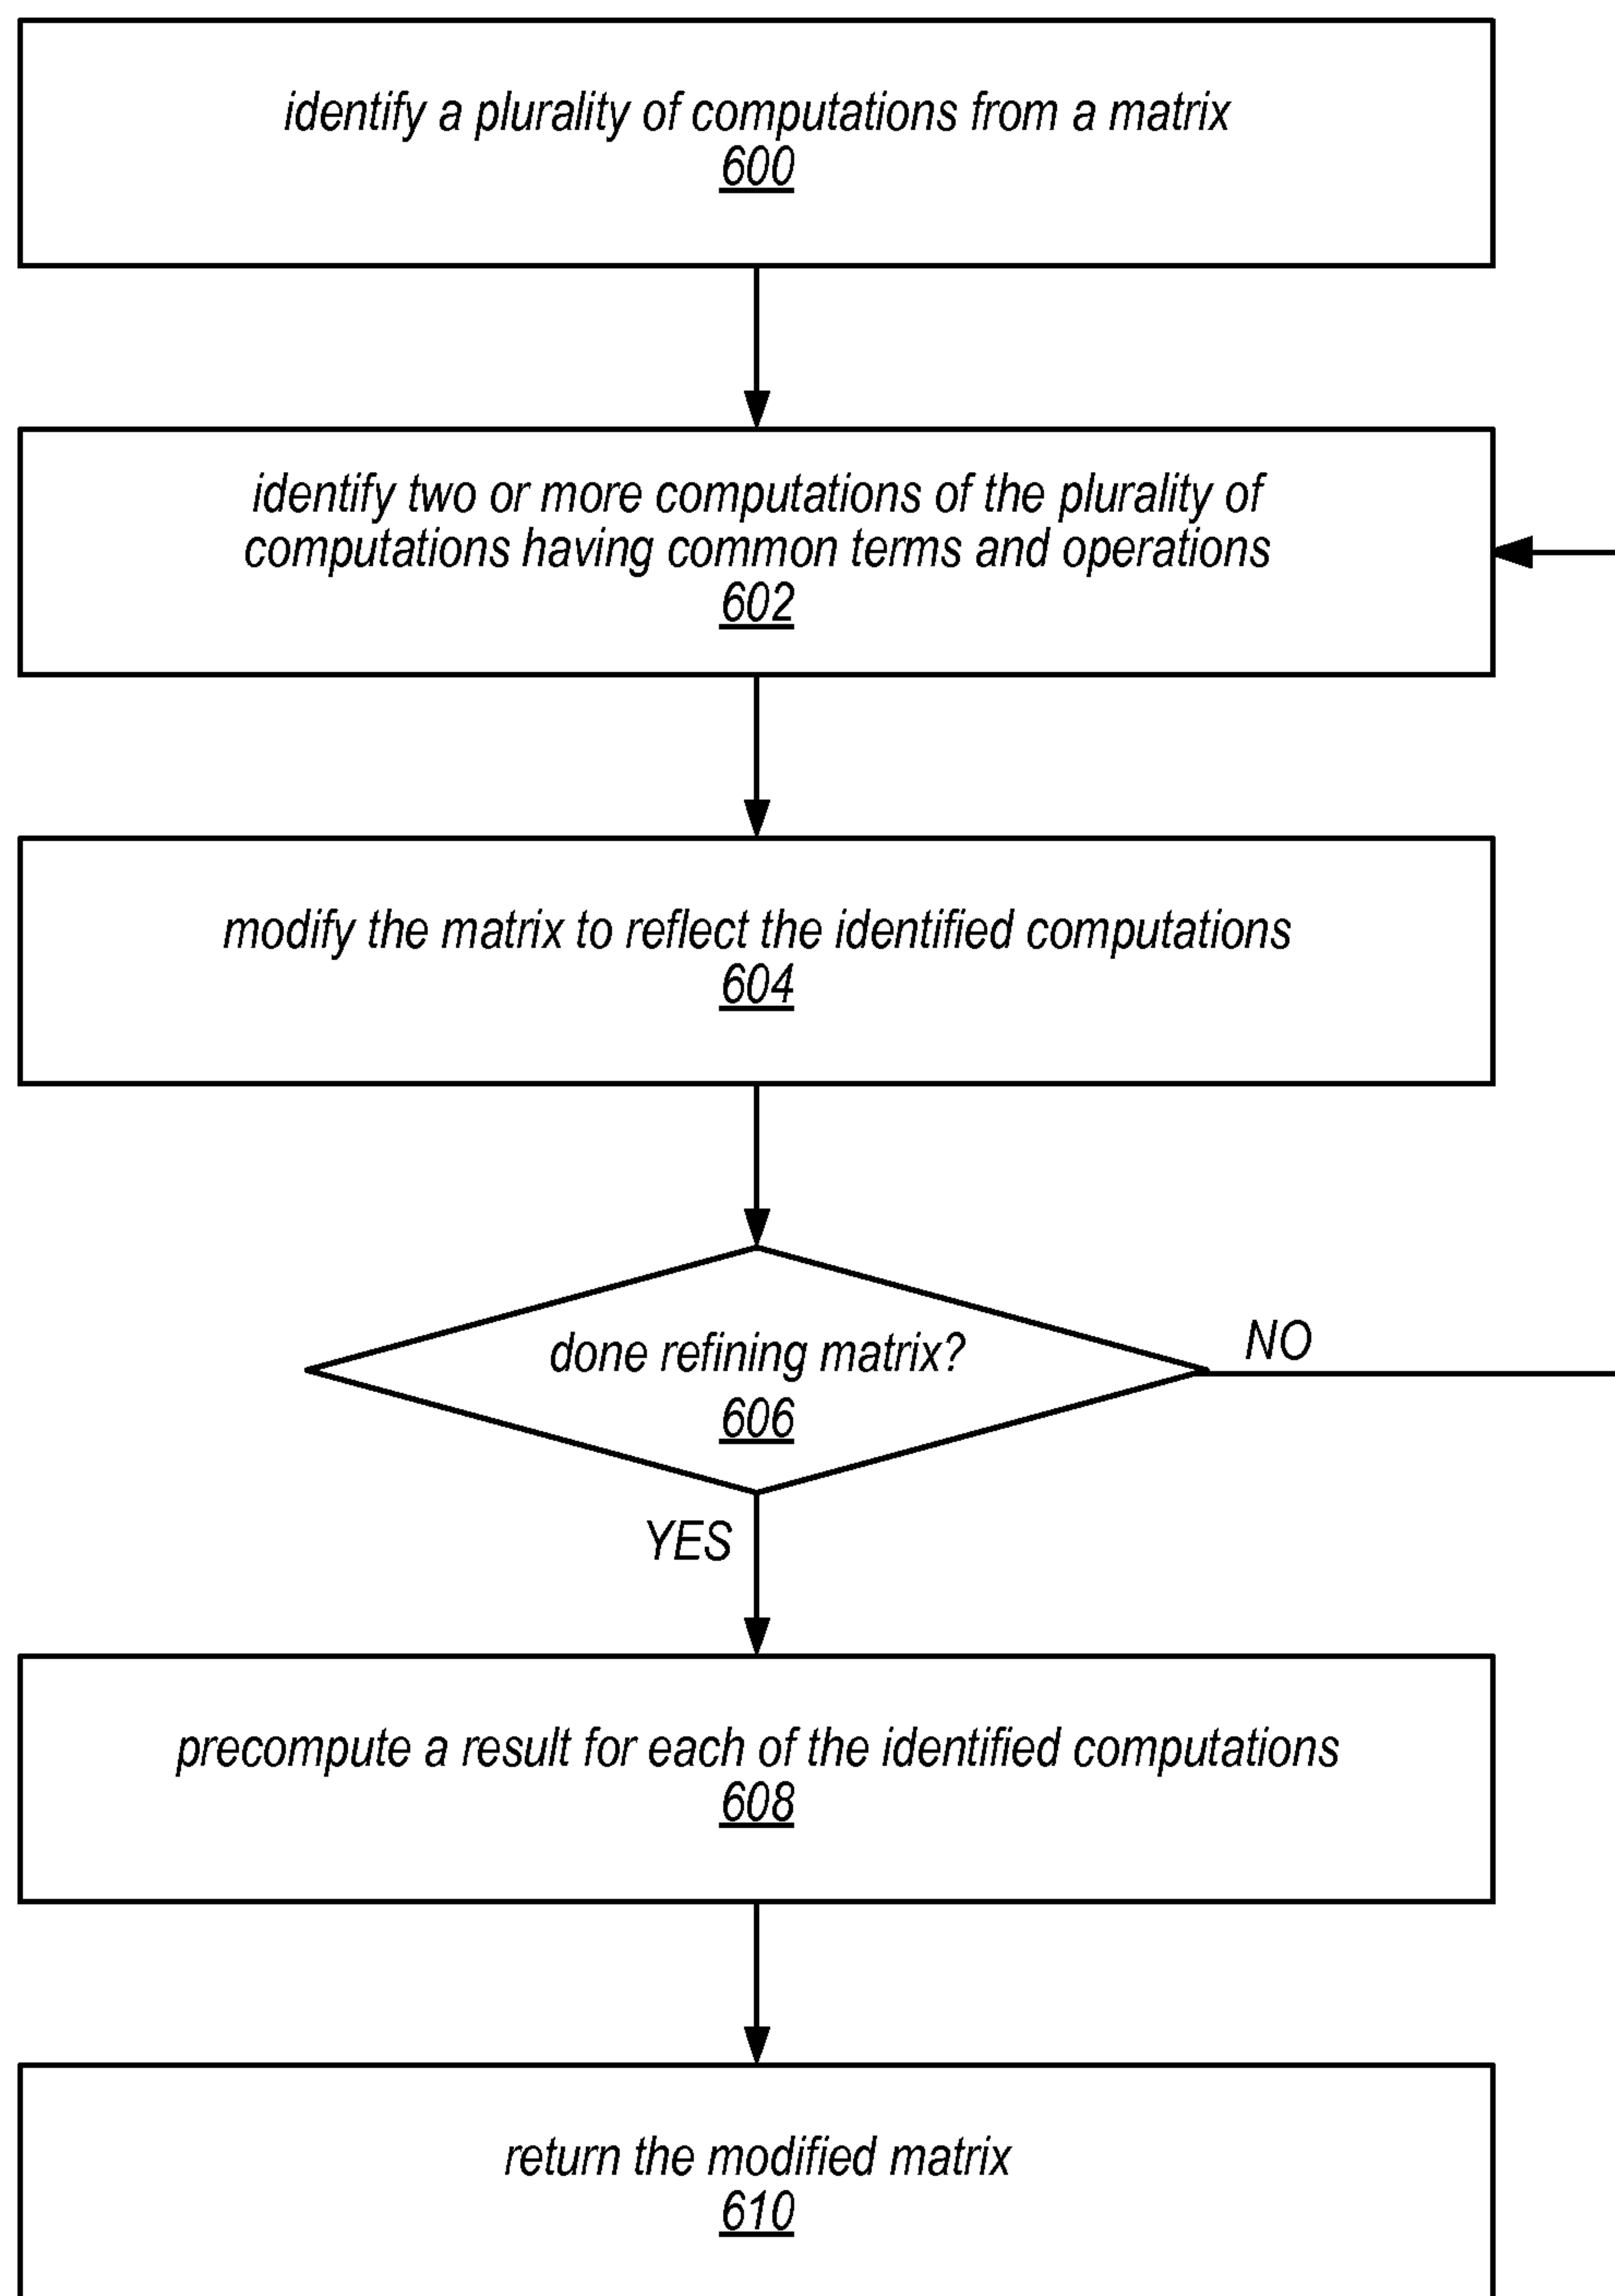 identify a plurality of computations from a matrix
600
identify two or more computations of the plurality of
computations having common terms and operations
602
modify the matrix to reflect the identified computations
604
done refining matrix?
606
NO
YES
precompute a result for each of the identified computations
608
return the modified matrix
610